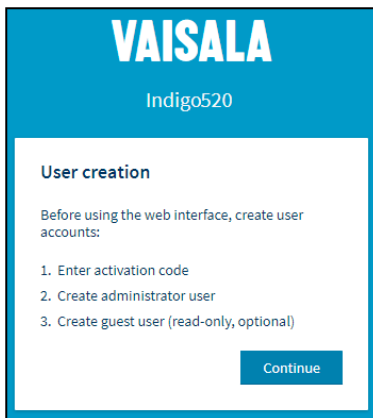 VAISALA
Indigo520
User creation
Before using the web interface, create user
accounts:
1. Enter activation code
2. Create administrator user
3. Create guest user (read-only, optional)
Continue